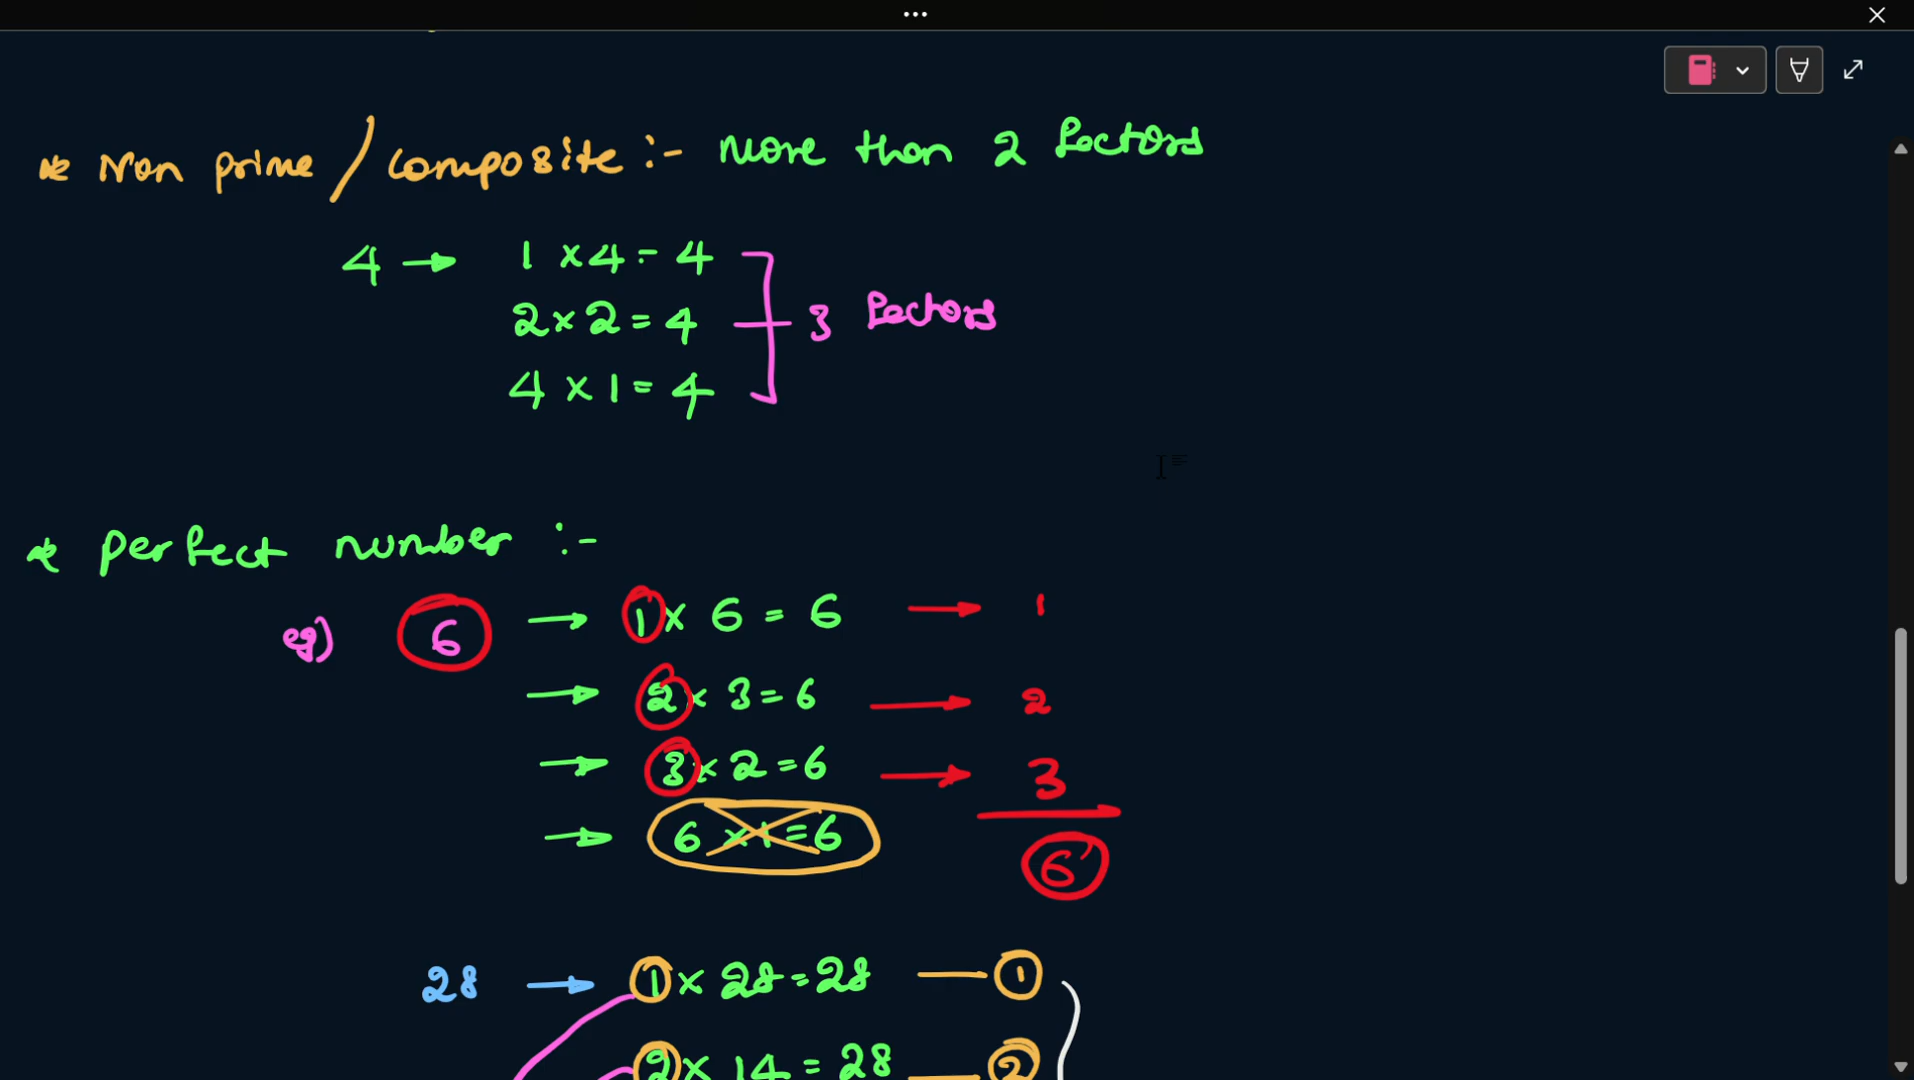 * Non prime / composite :- More than 2 factors
4 → 1 × 4 = 4
2 × 2 = 4
3 factors
4 × 1 = 4
* perfect number :-
eg) 6 → 1 × 6 = 6 → 1
→ 2 × 3 = 6 → 2
→ 3 × 2 = 6 → 3
→ 6 × 1 = 6
6
28 → 1 × 28 = 28 — 1
2 × 14 = 28 — 2